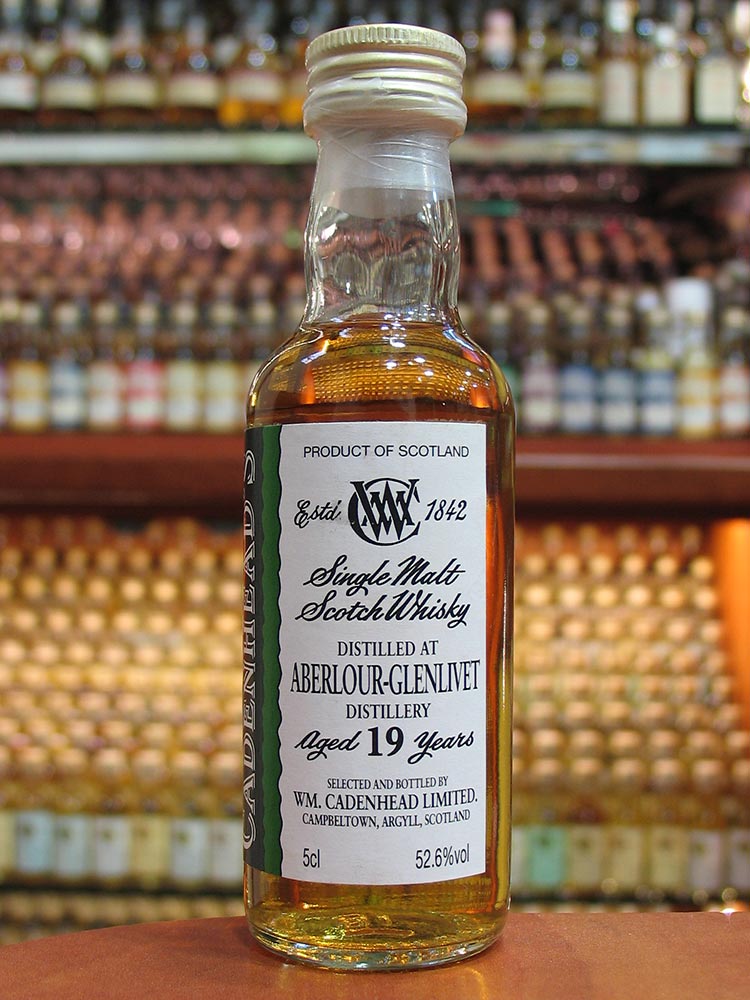 CADENHEAD'S
PRODUCT OF SCOTLAND
Estd WMC 1842
Single Malt
Scotch Whisky
DISTILLED AT
ABERLOUR-GLENLIVET
DISTILLERY
Aged 19 Years
SELECTED AND BOTTLED BY
WM. CADENHEAD LIMITED.
CAMPBELTOWN, ARGYLL, SCOTLAND
5cl 52.6%vol